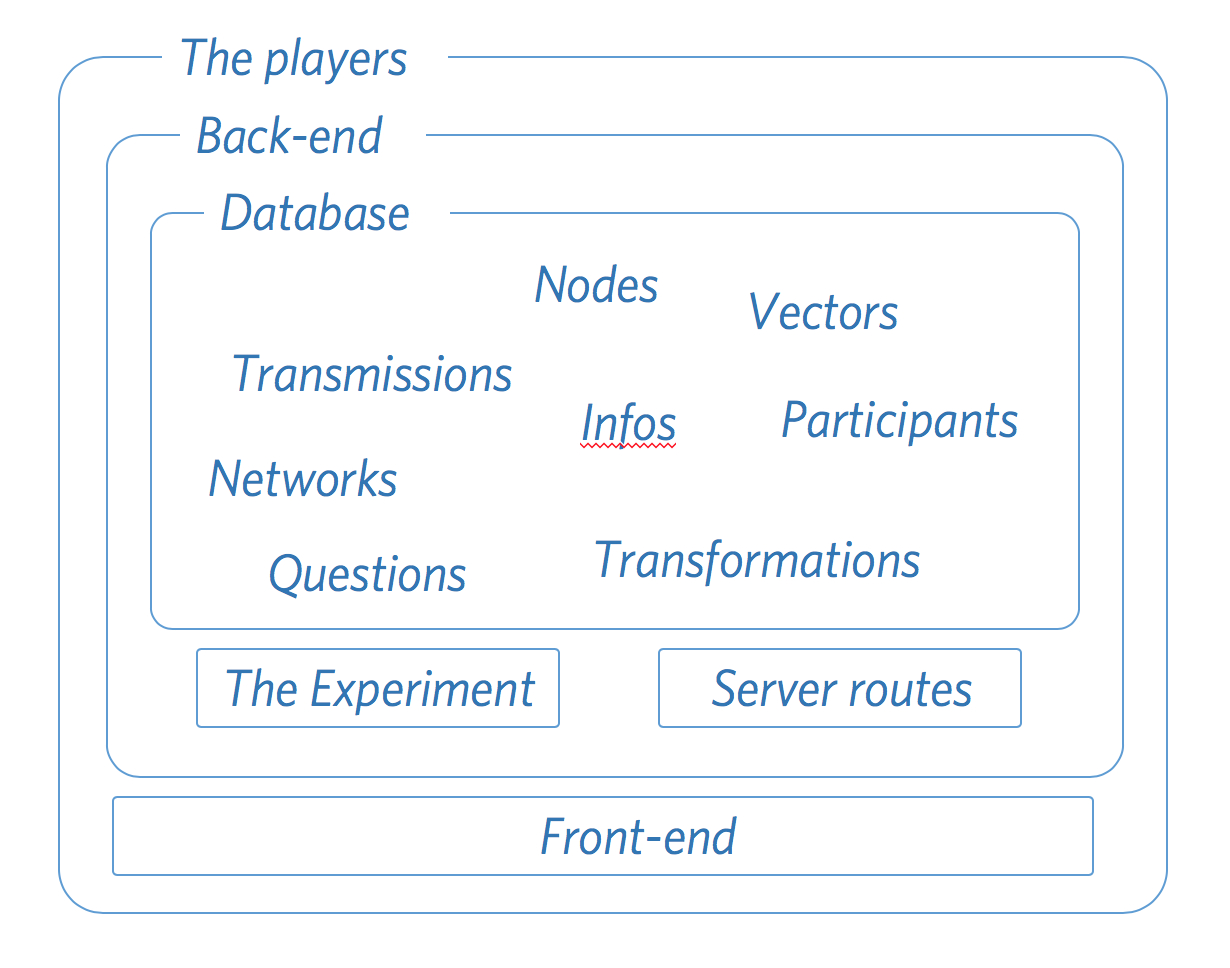 The players
Back-end
Database
Nodes
Vectors
Transmissions
Infos
Participants
Networks
Questions
Transformations
The Experiment
Server routes
Front-end